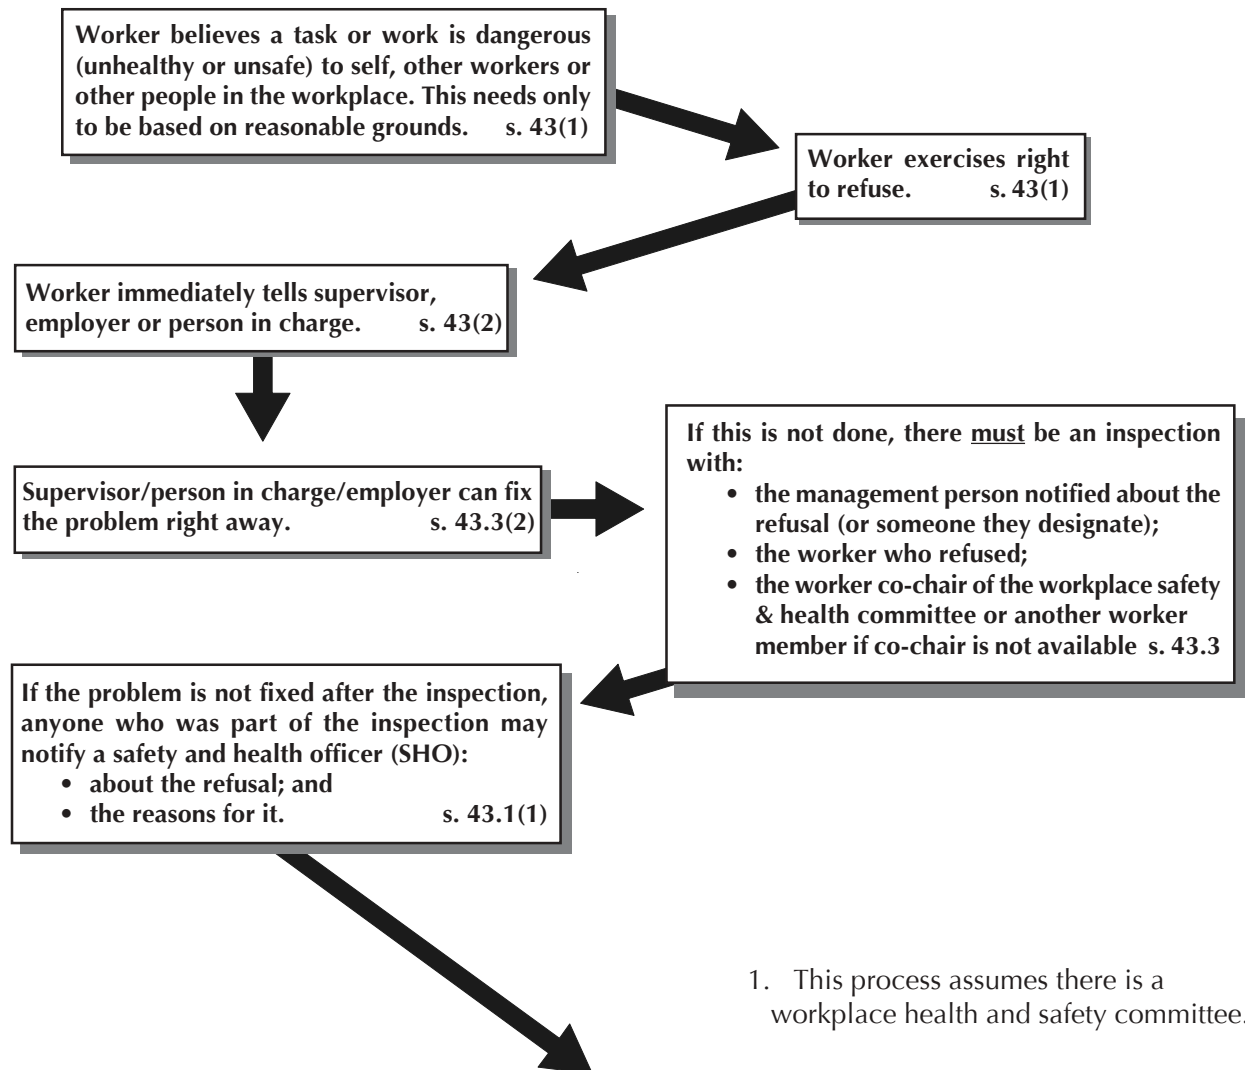 Worker believes a task or work is dangerous
(unhealthy or unsafe) to self, other workers or
other people in the workplace. This needs only
to be based on reasonable grounds. s. 43(1)
Worker exercises right
to refuse. s. 43(1)
Worker immediately tells supervisor,
employer or person in charge. s. 43(2)
Supervisor/person in charge/employer can fix
the problem right away. s. 43.3(2)
If this is not done, there must be an inspection
with:
• the management person notified about the
refusal (or someone they designate);
• the worker who refused;
• the worker co-chair of the workplace safety
& health committee or another worker
member if co-chair is not available s. 43.3
If the problem is not fixed after the inspection,
anyone who was part of the inspection may
notify a safety and health officer (SHO):
• about the refusal; and
• the reasons for it. s. 43.1(1)
1. This process assumes there is a
workplace health and safety committee.